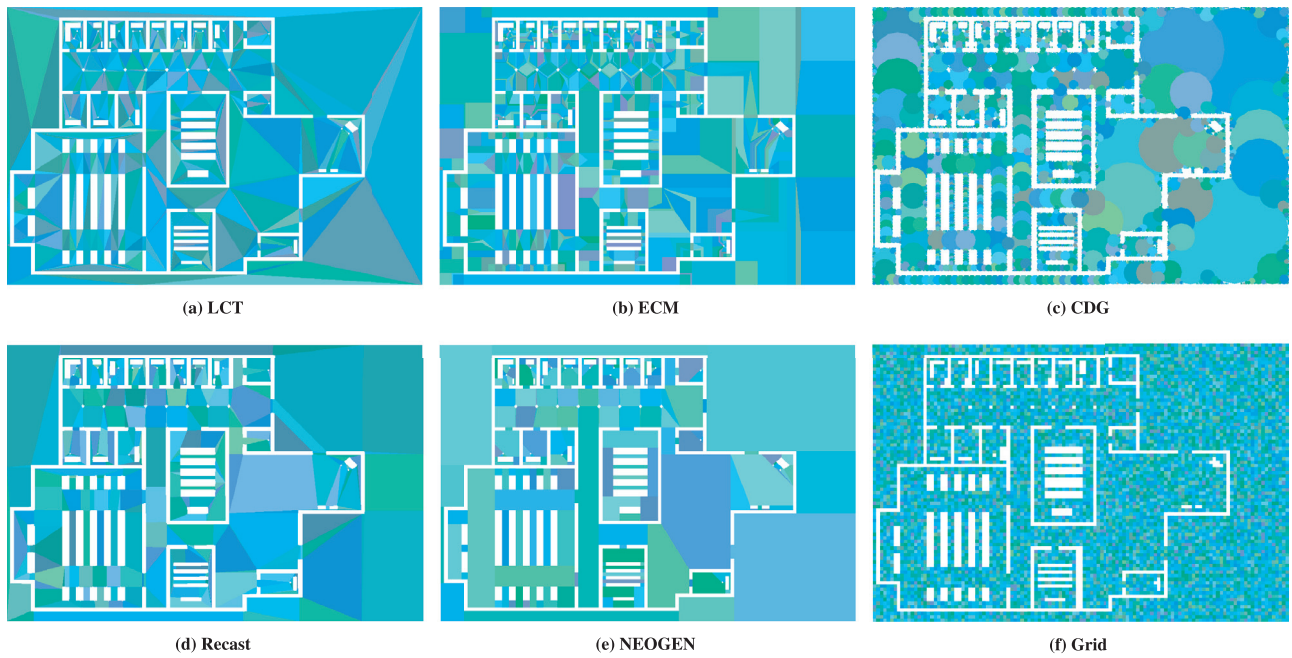 (a) LCT
(b) ECM
(c) CDG
(d) Recast
(e) NEOGEN
(f) Grid